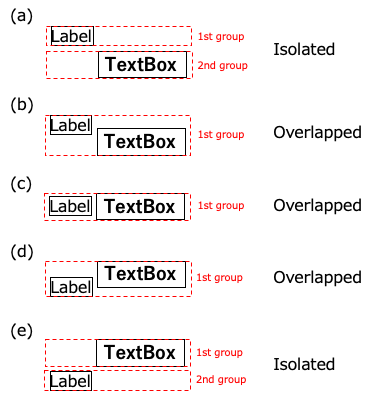 (a)
Label 1st group
Isolated
TextBox 2nd group
(b)
Label
TextBox 1st group Overlapped
(c)
Label TextBox 1st group Overlapped
(d)
TextBox
Label 1st group Overlapped
(e)
TextBox 1st group
Isolated
Label 2nd group